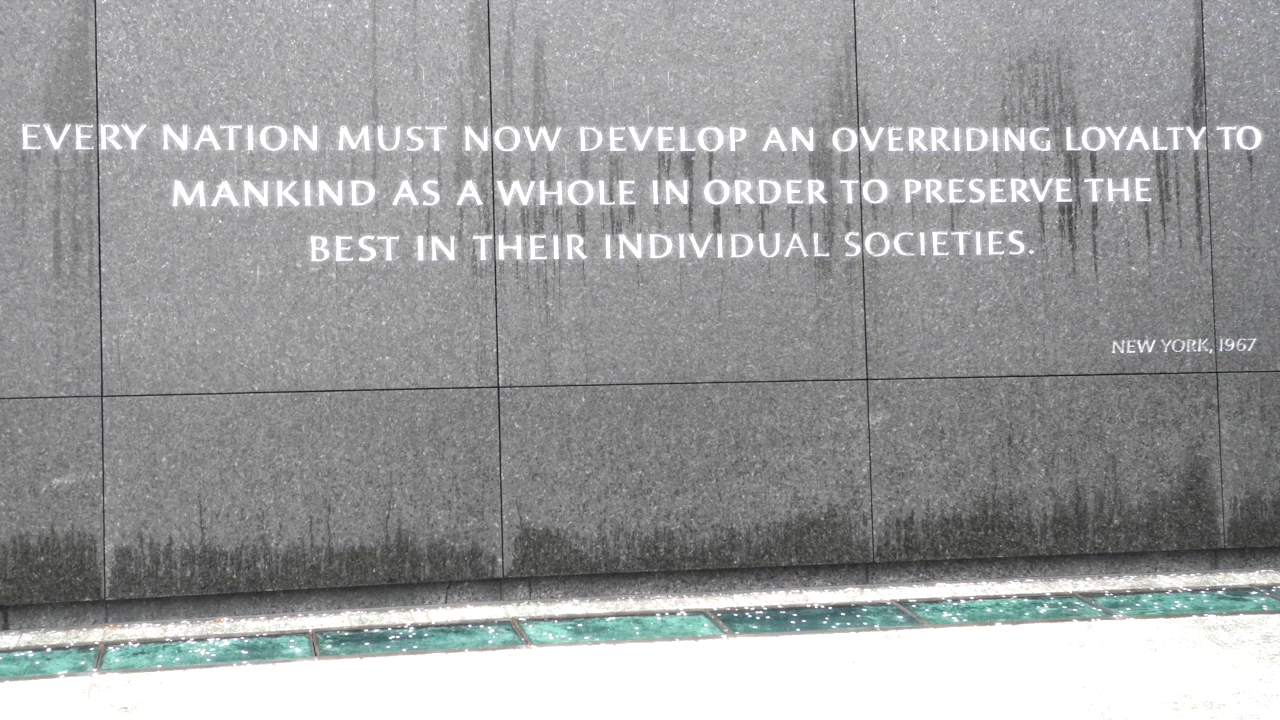 EVERY NATION MUST NOW DEVELOP AN OVERRIDING LOYALTY TO
MANKIND AS A WHOLE IN ORDER TO PRESERVE THE
BEST IN THEIR INDIVIDUAL SOCIETIES.
NEW YORK, 1967